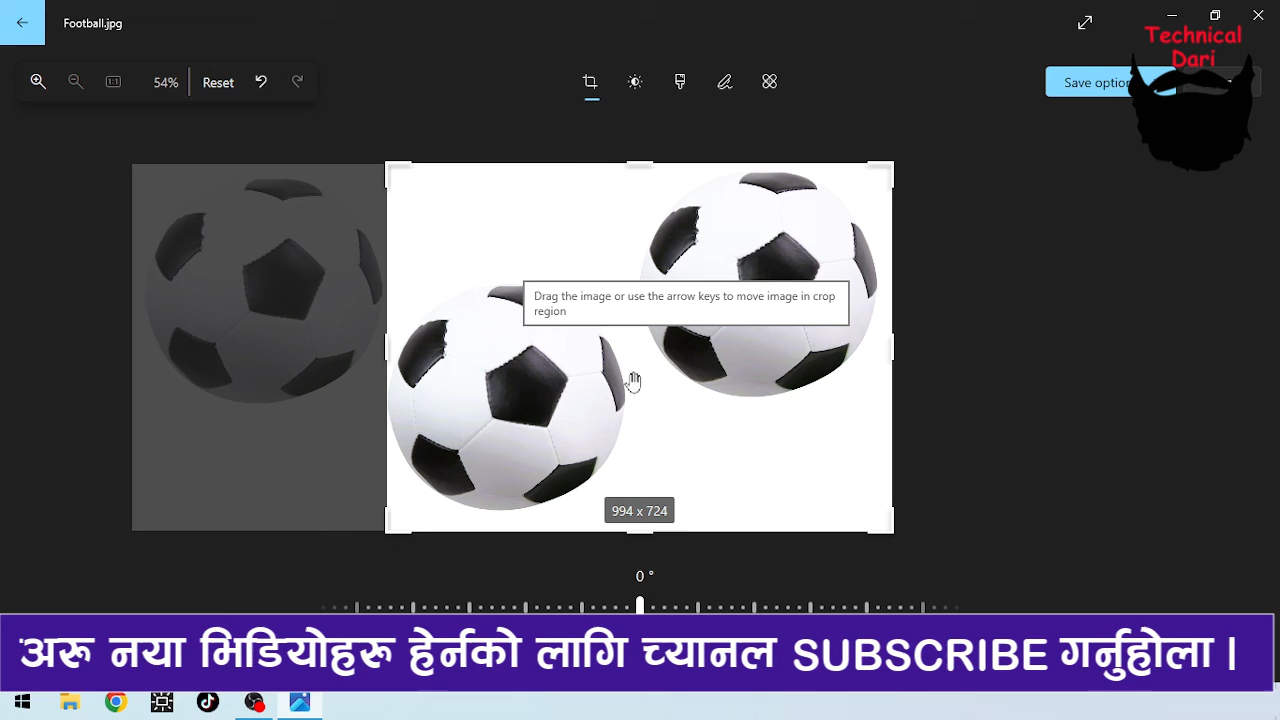 Football.jpg
Technical
Dari
54%
Reset
Save option
Drag the image or use the arrow keys to move image in crop
region
994 x 724
0 °
अरू नया भिडियोहरू हेर्नको लागि च्यानल SUBSCRIBE गर्नुहोला ।